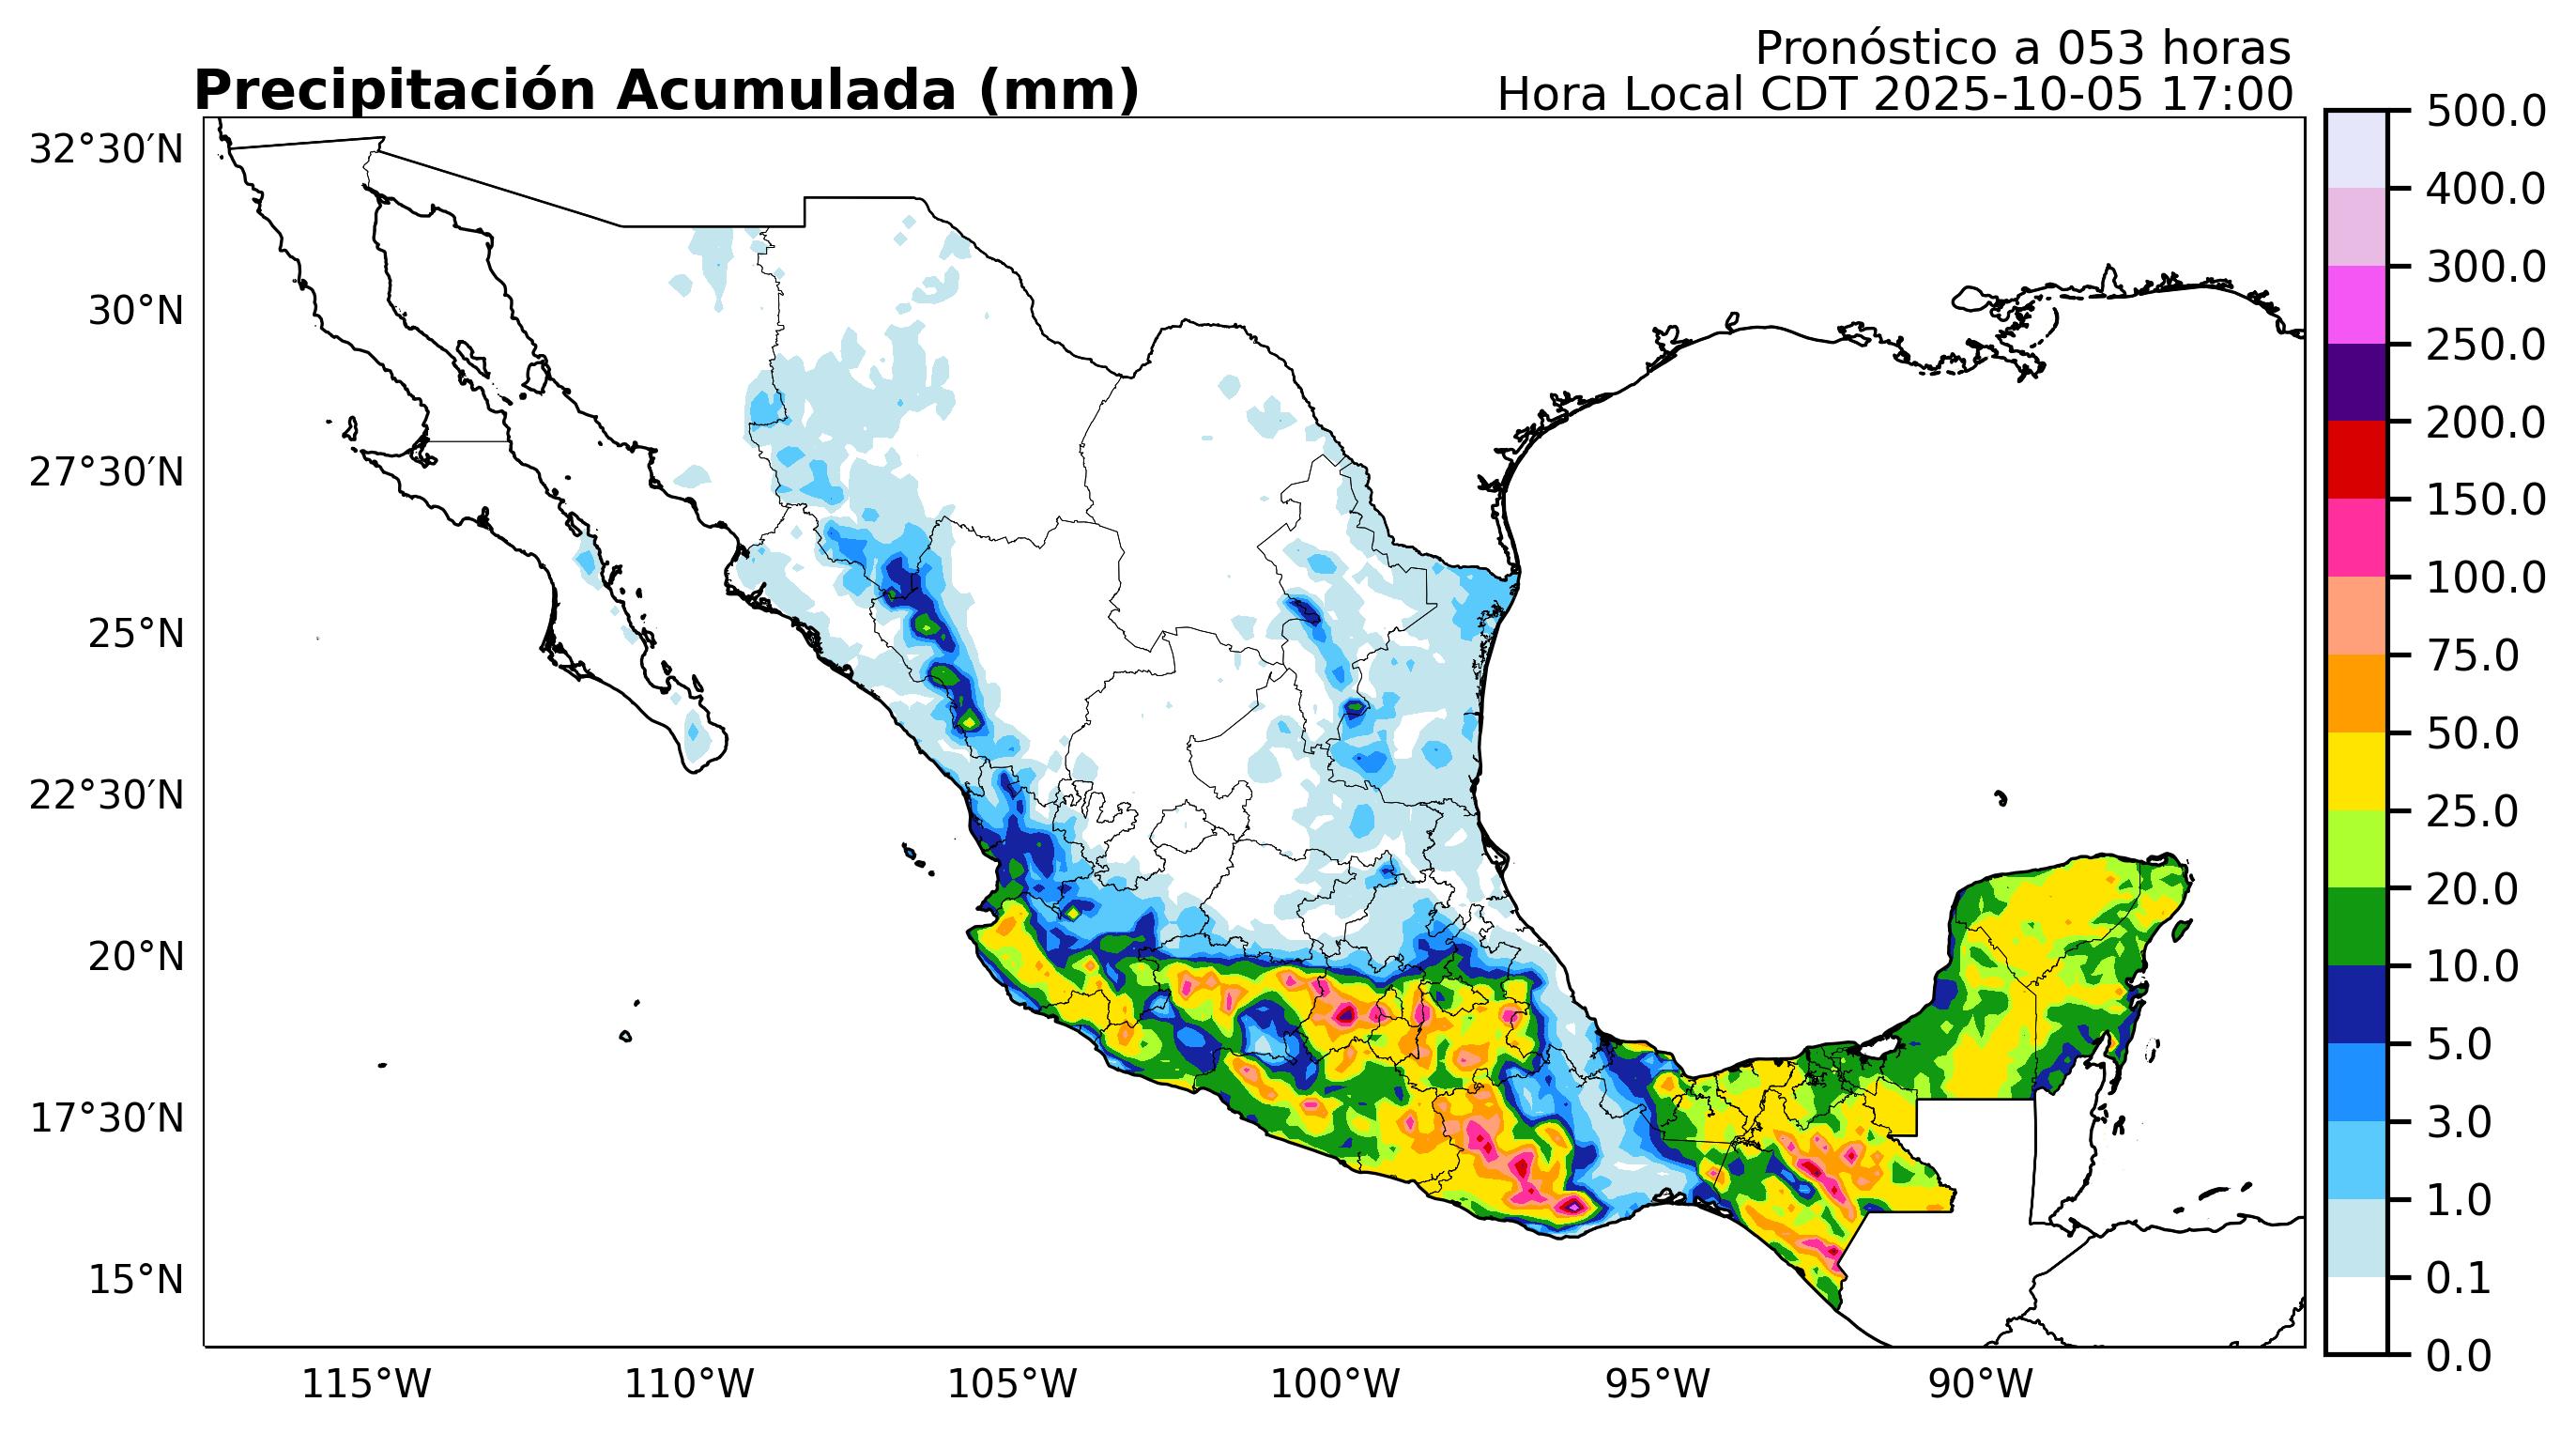 Pronóstico a 053 horas
Precipitación Acumulada (mm)
Hora Local CDT 2025-10-05 17:00
32°30′N
30°N
27°30′N
25°N
22°30′N
20°N
17°30′N
15°N
115°W
110°W
105°W
100°W
95°W
90°W
500.0
400.0
300.0
250.0
200.0
150.0
100.0
75.0
50.0
25.0
20.0
10.0
5.0
3.0
1.0
0.1
0.0